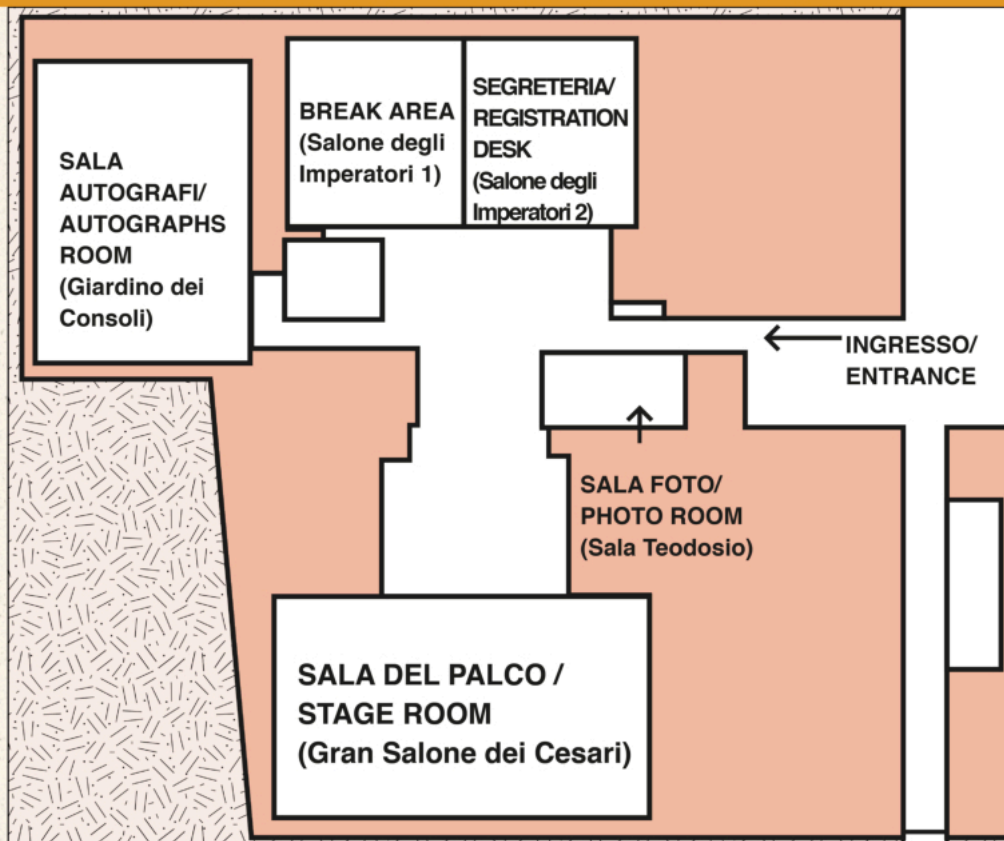 SALA
AUTOGRAFI/
AUTOGRAPHS
ROOM
(Giardino dei
Consoli)
BREAK AREA
(Salone degli
Imperatori 1)
SEGRETERIA/
REGISTRATION
DESK
(Salone degli
Imperatori 2)
INGRESSO/
ENTRANCE
SALA FOTO/
PHOTO ROOM
(Sala Teodosio)
SALA DEL PALCO /
STAGE ROOM
(Gran Salone dei Cesari)